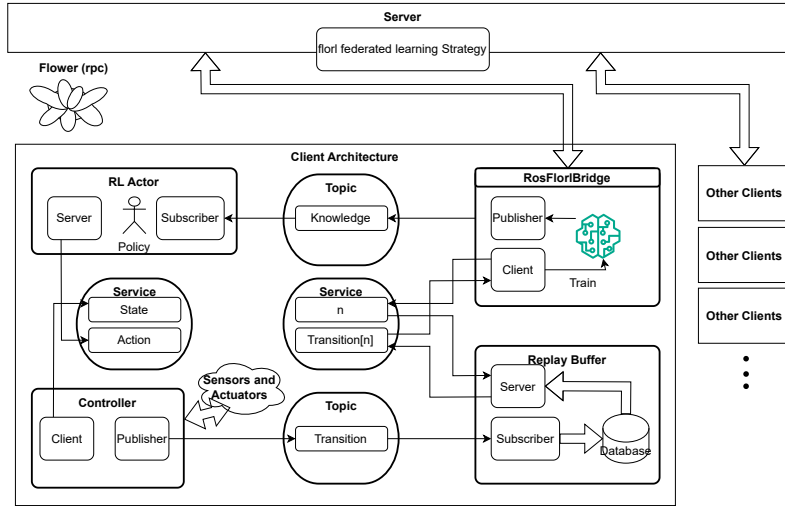 Server
florl federated learning Strategy
Flower (rpc)
Client Architecture
RL Actor
Server
Policy
Subscriber
Topic
Knowledge
RosFlorlBridge
Publisher
Client
Train
Other Clients
Other Clients
Other Clients
Service
State
Action
Service
n
Transition[n]
Sensors and
Actuators
Replay Buffer
Server
Subscriber
Database
Controller
Client
Publisher
Topic
Transition